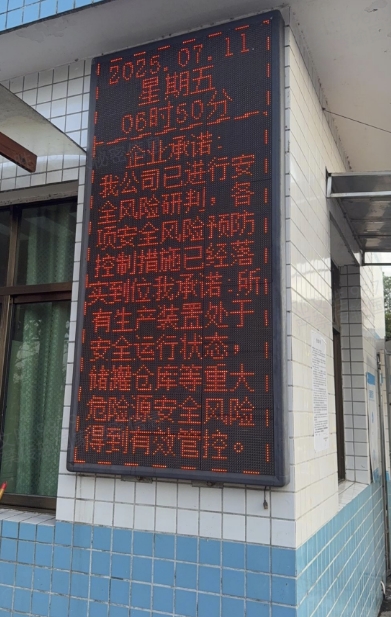 2025.07.11
星期五
06时50分
企业承诺:
我公司已进行安
全风险研判，各
项安全风险预防
控制措施已经落
实到位我承诺:所
有生产装置处于
安全运行状态，
储罐仓库等重大
危险源安全风险
得到有效管控。